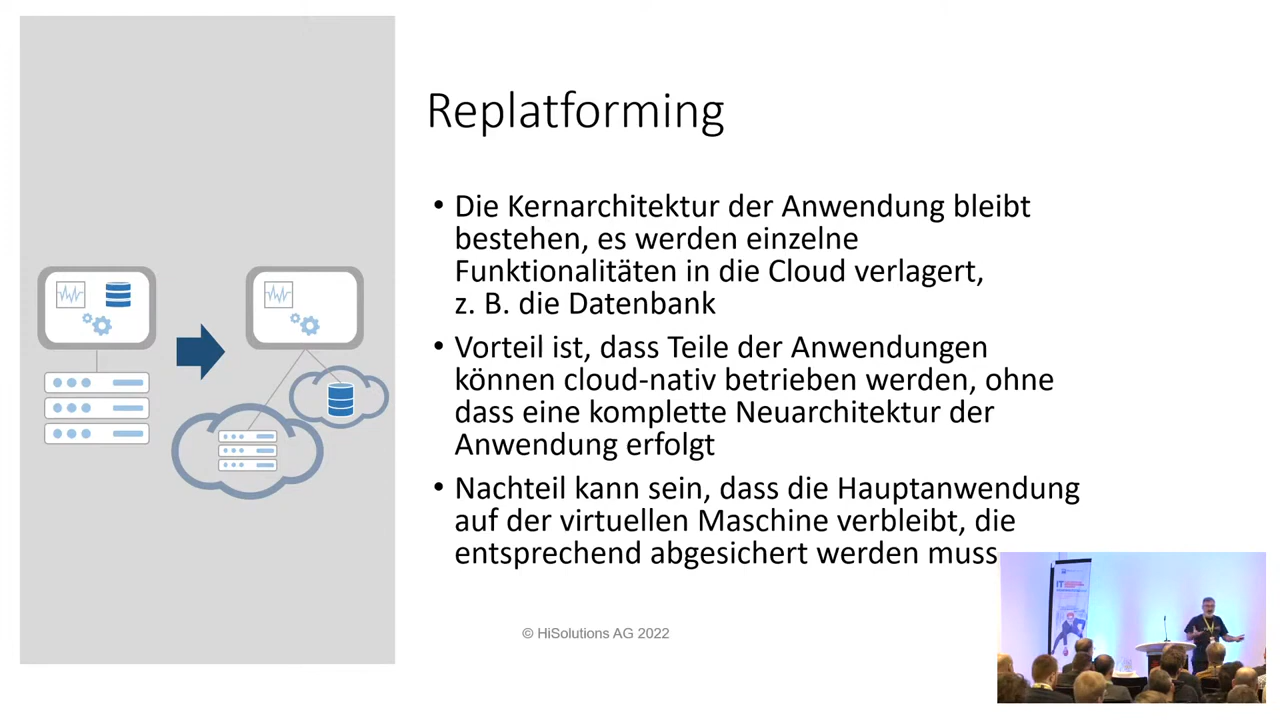 Replatforming
• Die Kernarchitektur der Anwendung bleibt
bestehen, es werden einzelne
Funktionalitäten in die Cloud verlagert,
z. B. die Datenbank
• Vorteil ist, dass Teile der Anwendungen
können cloud-nativ betrieben werden, ohne
dass eine komplette Neuarchitektur der
Anwendung erfolgt
• Nachteil kann sein, dass die Hauptanwendung
auf der virtuellen Maschine verbleibt, die
entsprechend abgesichert werden muss
© HiSolutions AG 2022
IT